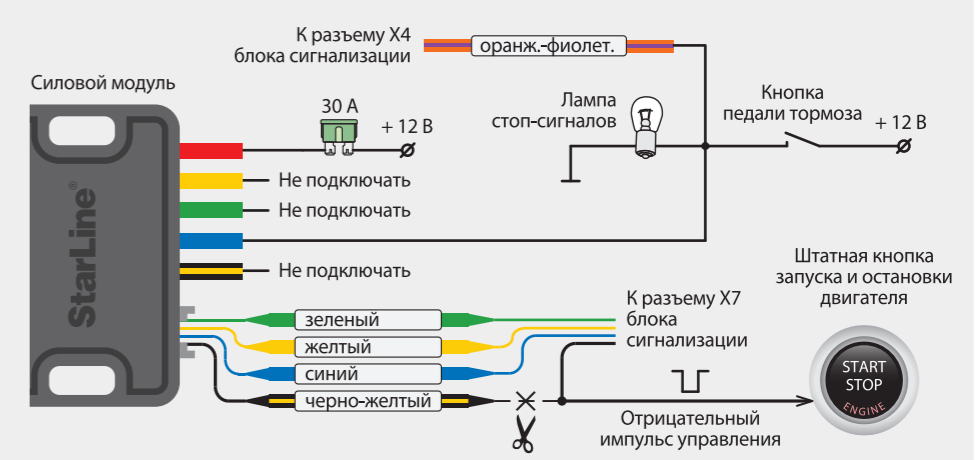 К разъему X4
блока сигнализации
оранж.-фиолет.
Силовой модуль
30 А
+ 12 В
Лампа
стоп-сигналов
Кнопка
педали тормоза
+ 12 В
Не подключать
Не подключать
Не подключать
StarLine®
зеленый
желтый
синий
черно-желтый
К разъему X7
блока
сигнализации
Штатная кнопка
запуска и остановки
двигателя
START
STOP
ENGINE
Отрицательный
импульс управления